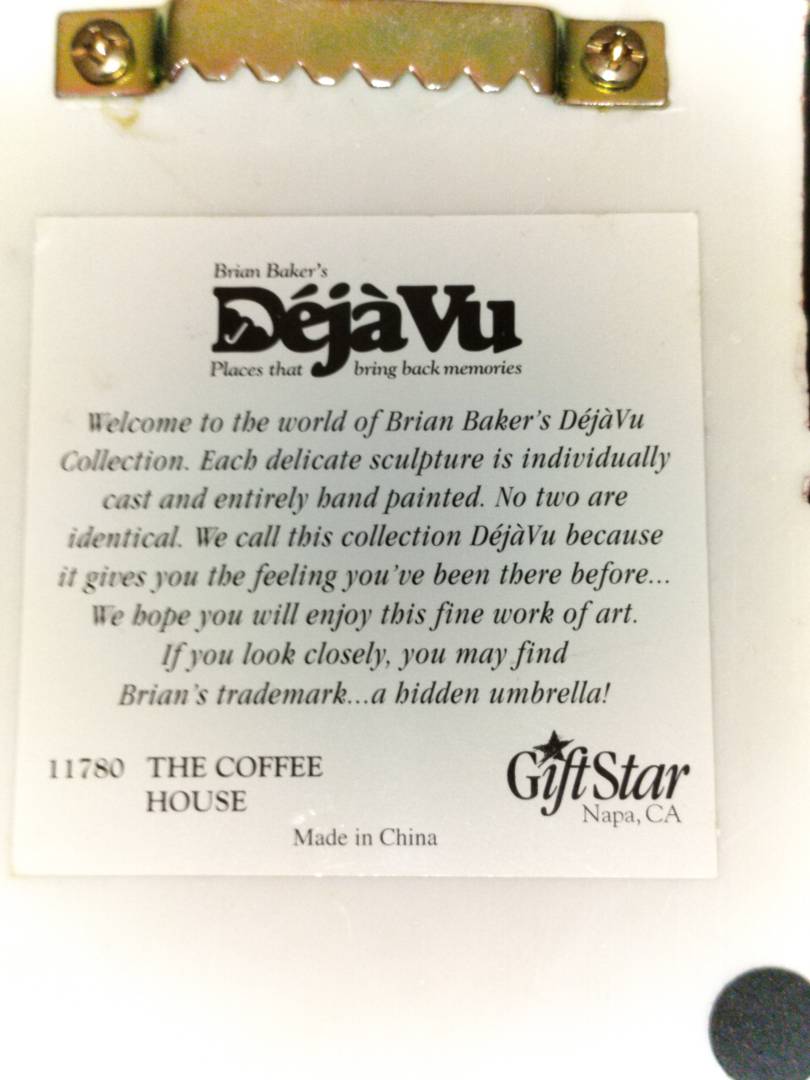 Brian Baker's
DéjàVu
Places that bring back memories
Welcome to the world of Brian Baker's DéjàVu
Collection. Each delicate sculpture is individually
cast and entirely hand painted. No two are
identical. We call this collection DéjàVu because
it gives you the feeling you've been there before...
We hope you will enjoy this fine work of art.
If you look closely, you may find
Brian's trademark...a hidden umbrella!
11780 THE COFFEE
HOUSE
GiftStar
Napa, CA
Made in China